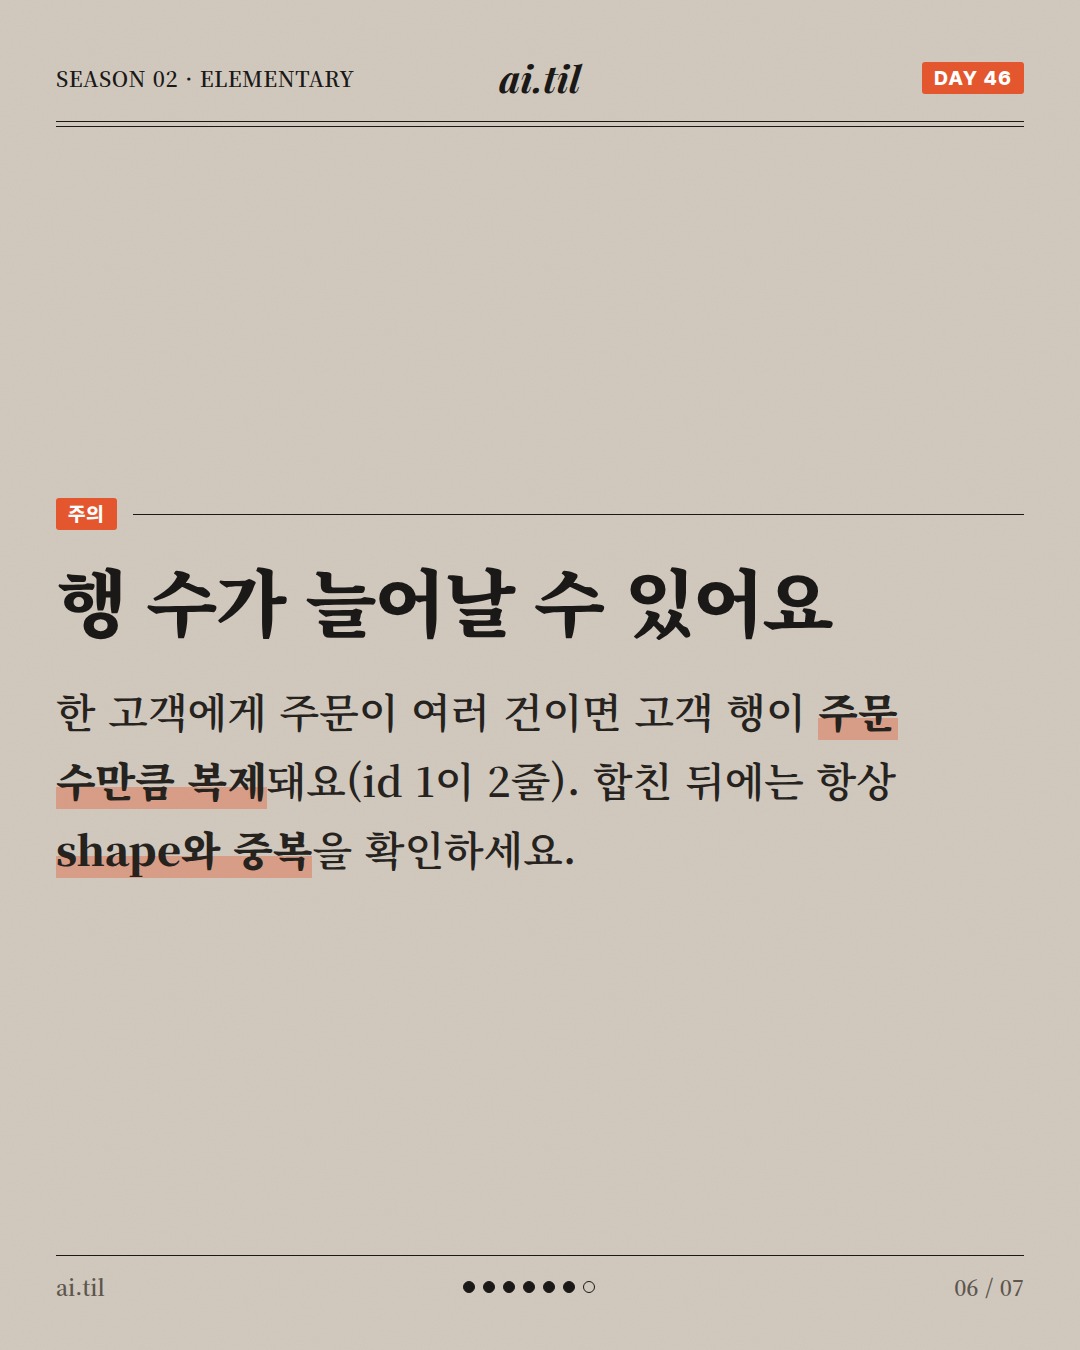 SEASON 02 · ELEMENTARY
ai.til
DAY 46
주의
행 수가 늘어날 수 있어요
한 고객에게 주문이 여러 건이면 고객 행이 주문
수만큼 복제돼요(id 1이 2줄). 합친 뒤에는 항상
shape와 중복을 확인하세요.
ai.til
06 / 07